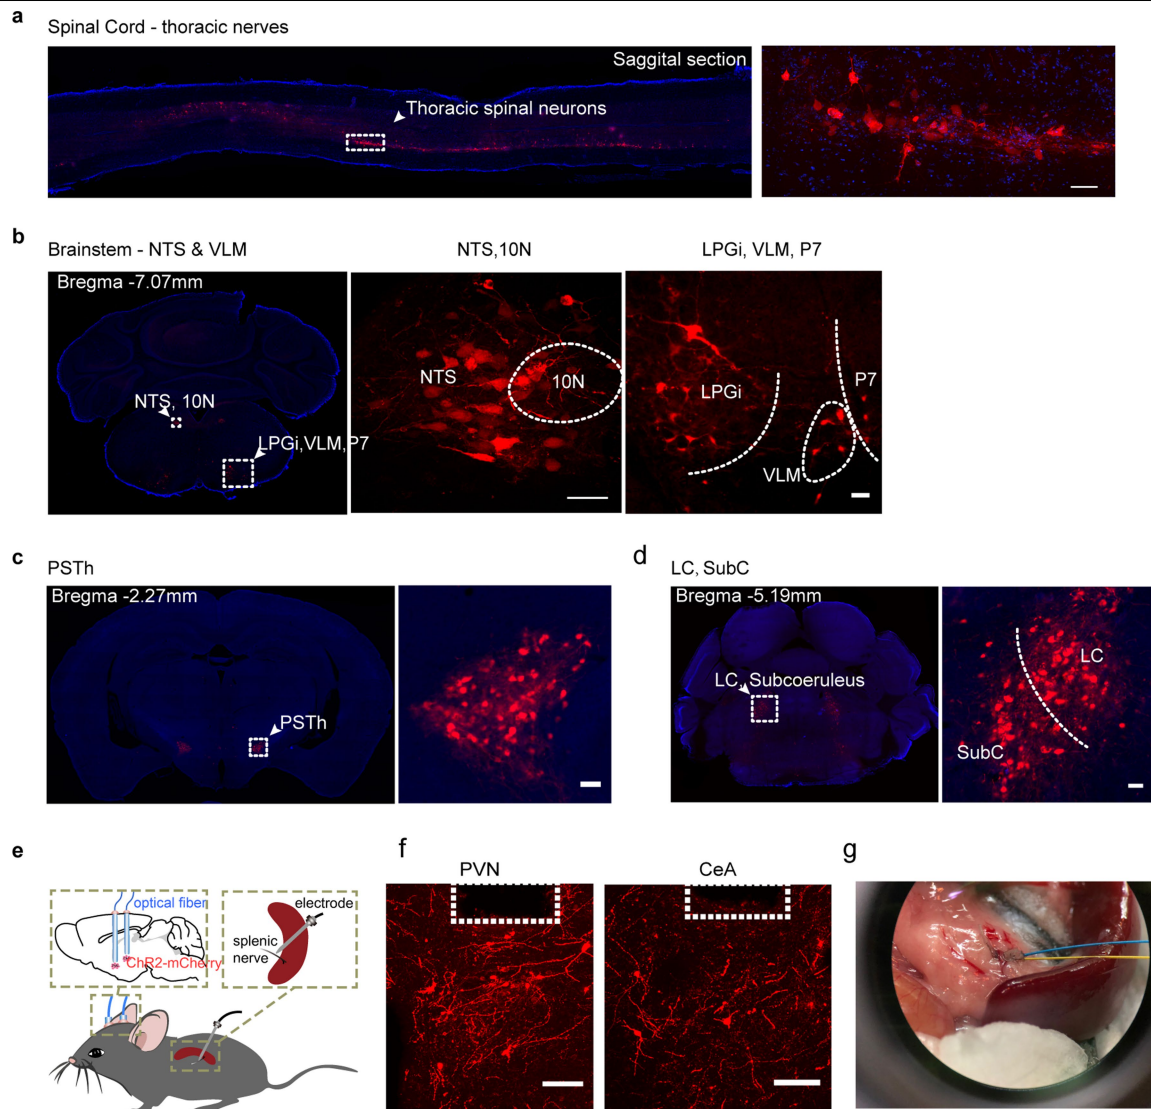 a
Spinal Cord - thoracic nerves
Saggital section
Thoracic spinal neurons
b
Brainstem - NTS & VLM
NTS,10N
LPGi, VLM, P7
Bregma -7.07mm
NTS, 10N
LPGi,VLM,P7
NTS
10N
LPGi
P7
VLM
c
PSTh
Bregma -2.27mm
PSTh
d
LC, SubC
Bregma -5.19mm
LC, Subcoeruleus
LC
SubC
e
optical fiber
ChR2-mCherry
electrode
splenic
nerve
f
PVN
CeA
g